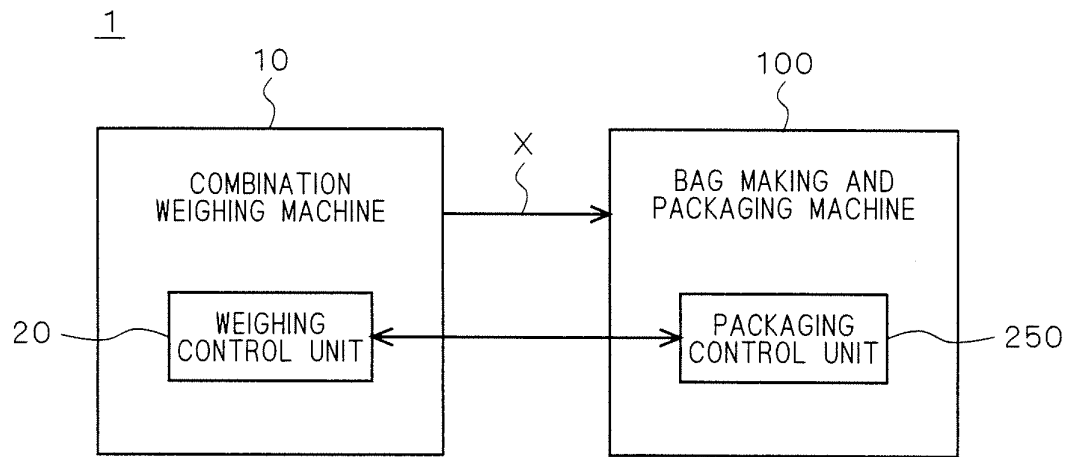 1
10
100
X
COMBINATION
WEIGHING MACHINE
BAG MAKING AND
PACKAGING MACHINE
20
WEIGHING
CONTROL UNIT
PACKAGING
CONTROL UNIT
250